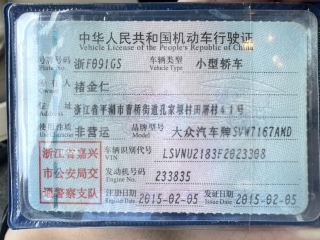 中华人民共和国机动车行驶证
Vehicle License of the People's Republic of China
号牌号码 浙F091GS 车辆类型 小型轿车
Plate No. Vehicle Type
所有人 褚金仁
Owner
住址 浙江省平湖市曹桥街道孔家堰村田堵村41号
Address
使用性质 非营运 品牌型号 大众汽车牌SVW7167AMD
Use Character Model
浙江省嘉兴
市公安局交
通警察支队
车辆识别代号 LSVNU2183F2023308
VIN
发动机号码 233835
Engine No.
注册日期 2015-02-05 发证日期 2015-02-05
Register Date Issue Date